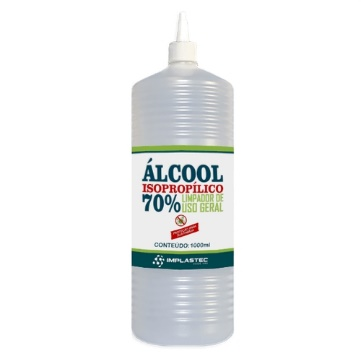 ÁLCOOL
ISOPROPÍLICO
70% LIMPADOR DE
USO GERAL
CONTEÚDO: 1000ml
IMPLASTEC